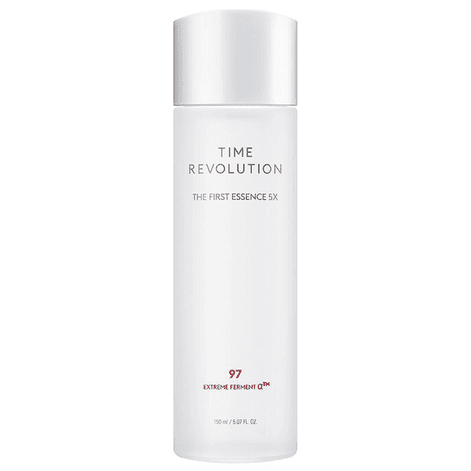 TIME
REVOLUTION
THE FIRST ESSENCE 5X
97
EXTREME FERMENT α™
150 ml / 5.07 FL. OZ.